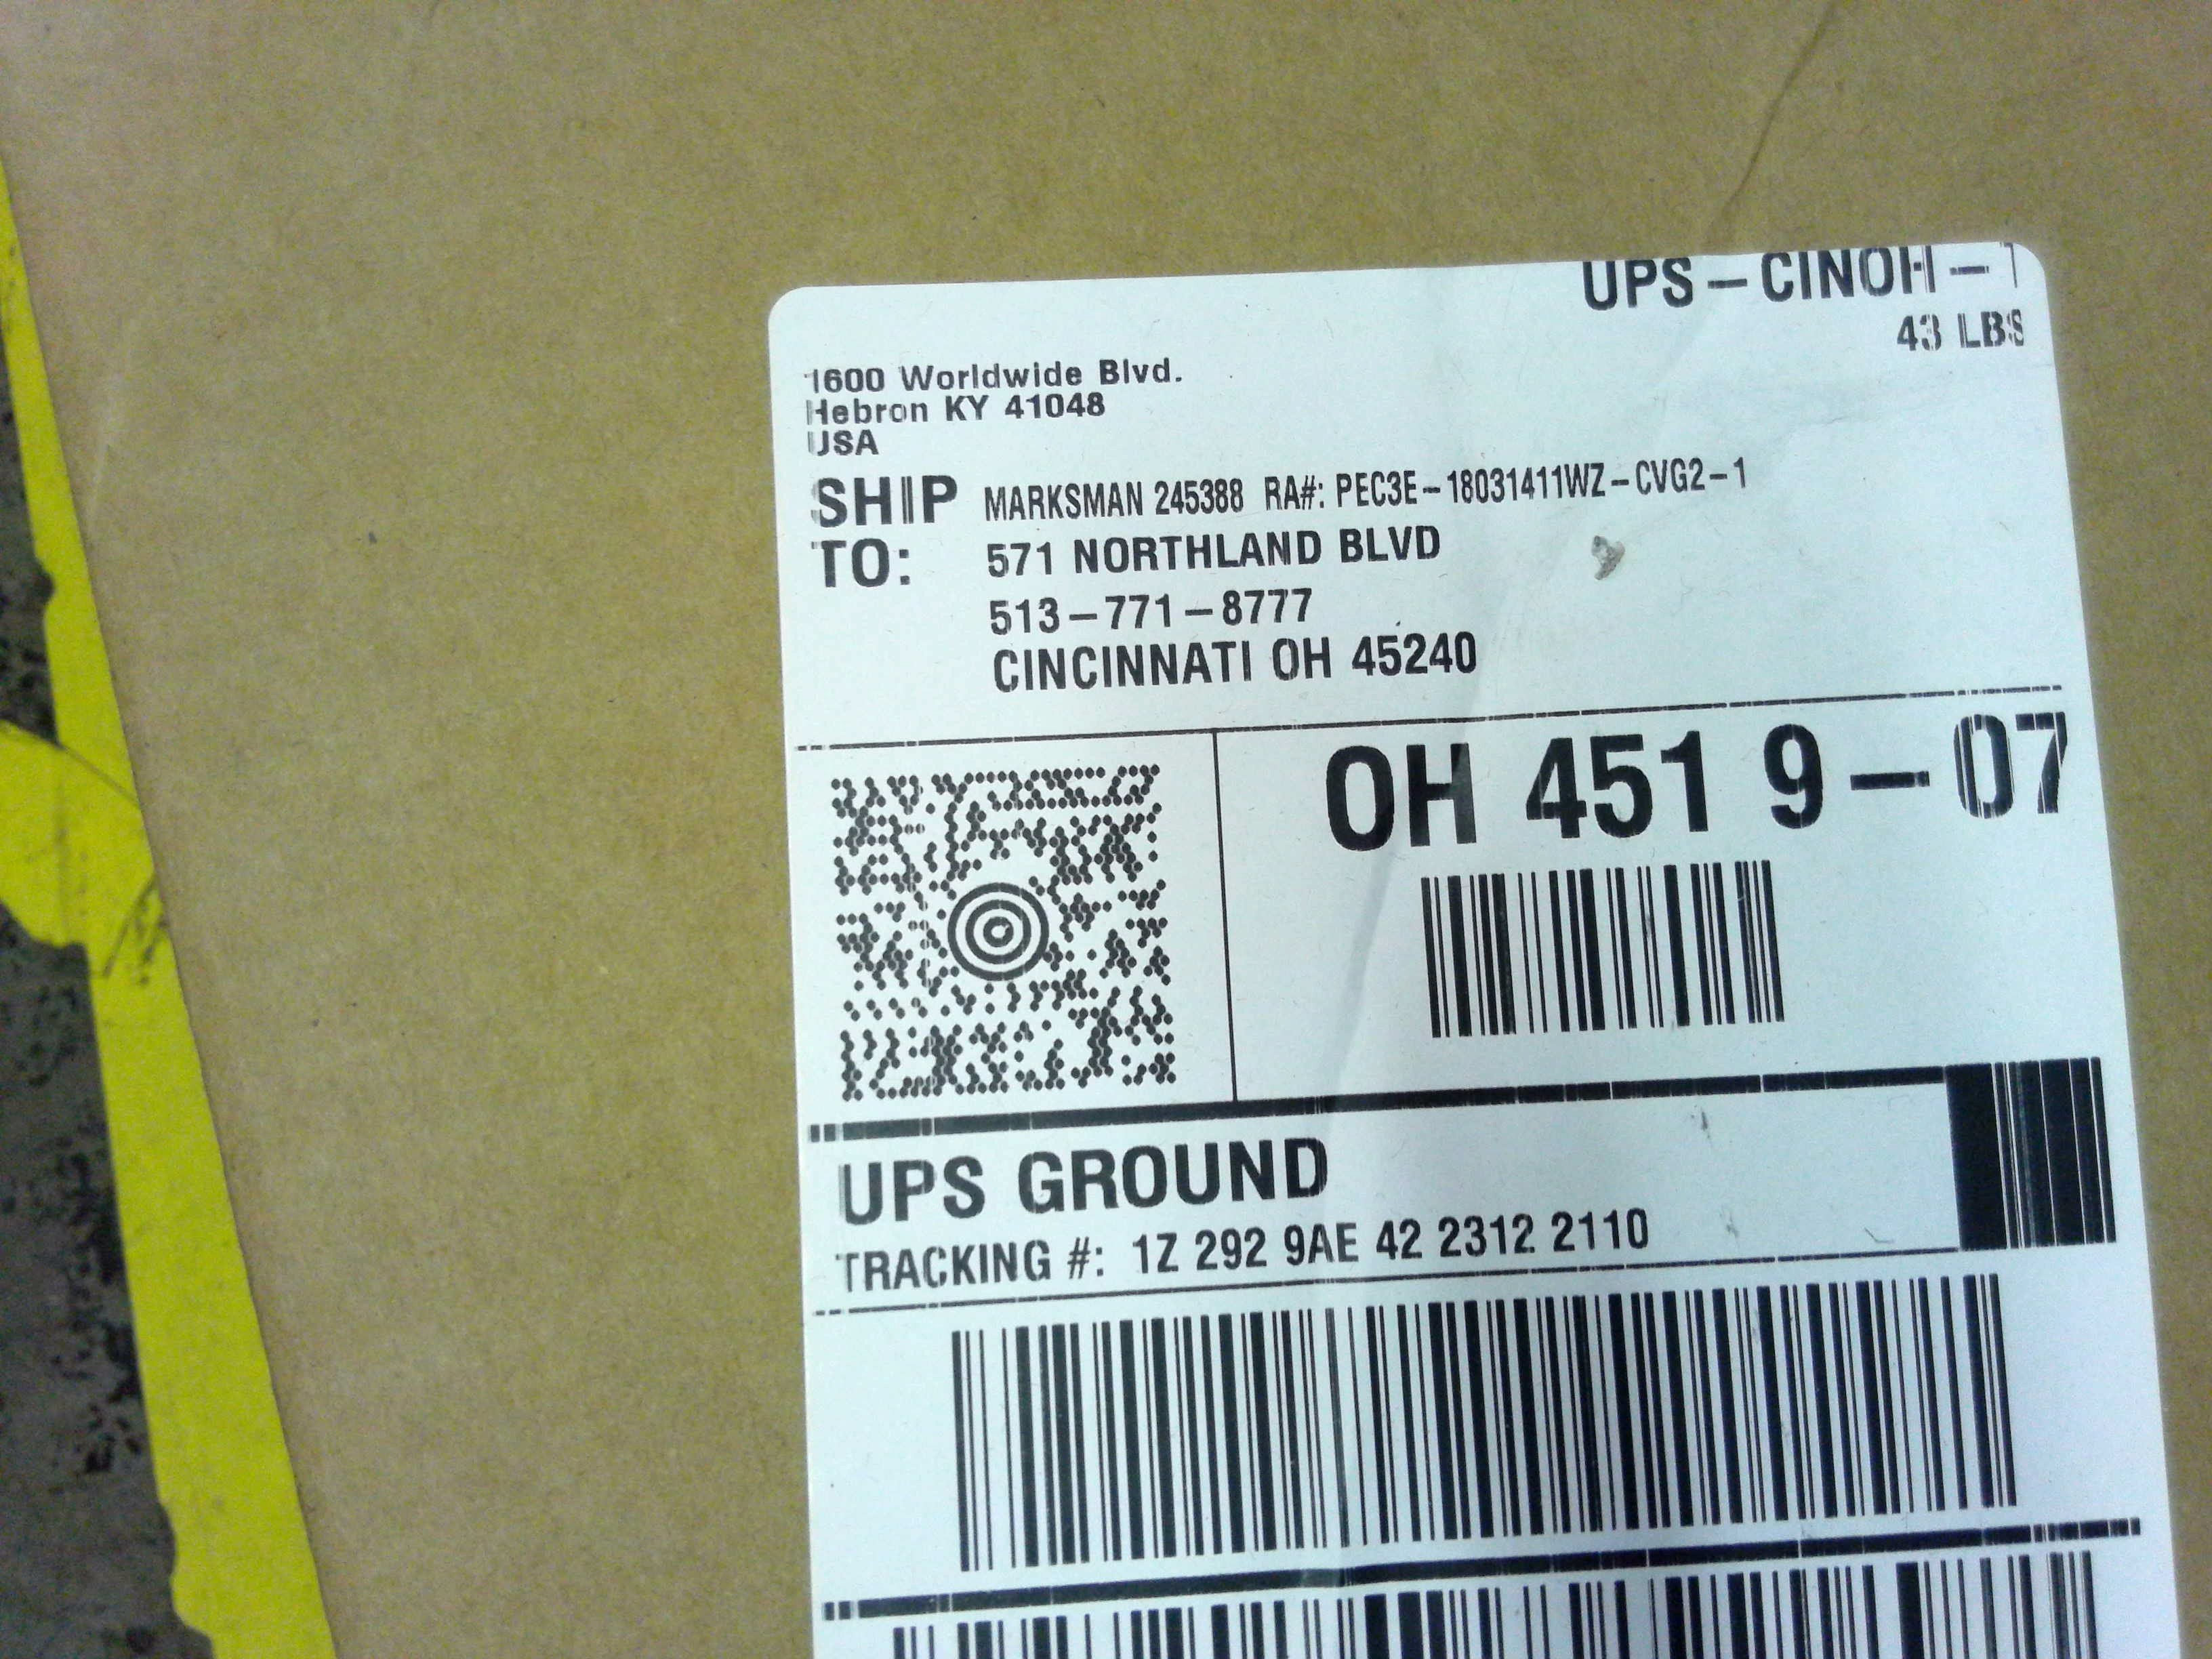 UPS-CINOH-1
43 LBS
1600 Worldwide Blvd.
Hebron KY 41048
USA
SHIP TO: MARKSMAN 245388 RA#: PEC3E-18031411WZ-CVG2-1
571 NORTHLAND BLVD
513-771-8777
CINCINNATI OH 45240
OH 451 9-07
UPS GROUND
TRACKING #: 1Z 292 9AE 42 2312 2110